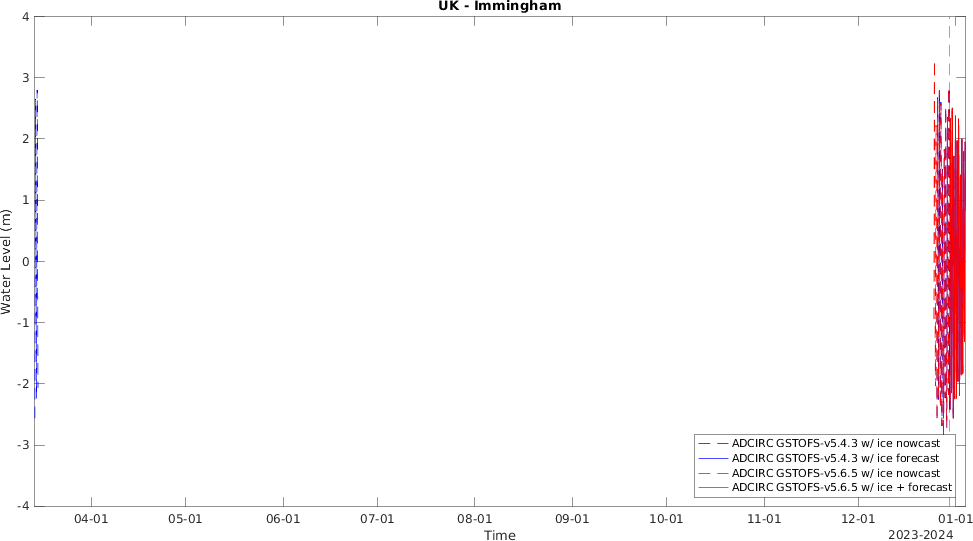 UK - Immingham
4
3
2
1
0
-1
-2
-3
-4
Water Level (m)
ADCIRC GSTOFS-v5.4.3 w/ ice nowcast
ADCIRC GSTOFS-v5.4.3 w/ ice forecast
ADCIRC GSTOFS-v5.6.5 w/ ice nowcast
ADCIRC GSTOFS-v5.6.5 w/ ice + forecast
04-01 05-01 06-01 07-01 08-01 09-01 10-01 11-01 12-01 01-01
Time
2023-2024